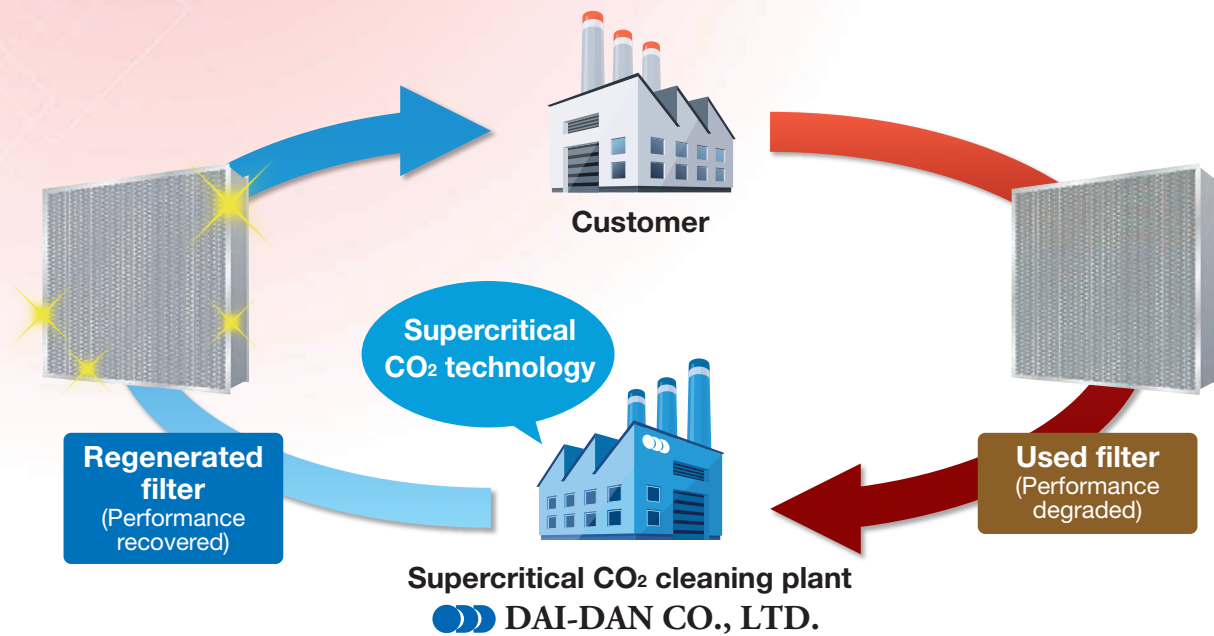 Customer
Supercritical
CO₂ technology
Regenerated
filter
(Performance
recovered)
Used filter
(Performance
degraded)
Supercritical CO₂ cleaning plant
DAI-DAN CO., LTD.